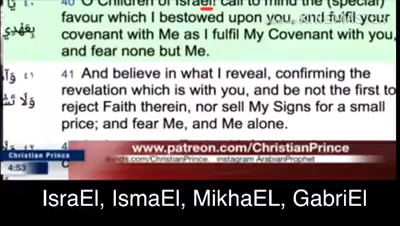 40 O Children of Israel! call to mind the (special)
favour which I bestowed upon you, and fulfil your
covenant with Me as I fulfil My Covenant with you,
and fear none but Me.
41 And believe in what I reveal, confirming the
revelation which is with you, and be not the first to
reject Faith therein, nor sell My Signs for a small
price; and fear Me, and Me alone.
www.patreon.com/ChristianPrince
Christian Prince
/ChristianPrince. instagram ArabianProphet
4:53
IsraEl, IsmaEl, MikhaEL, GabriEl